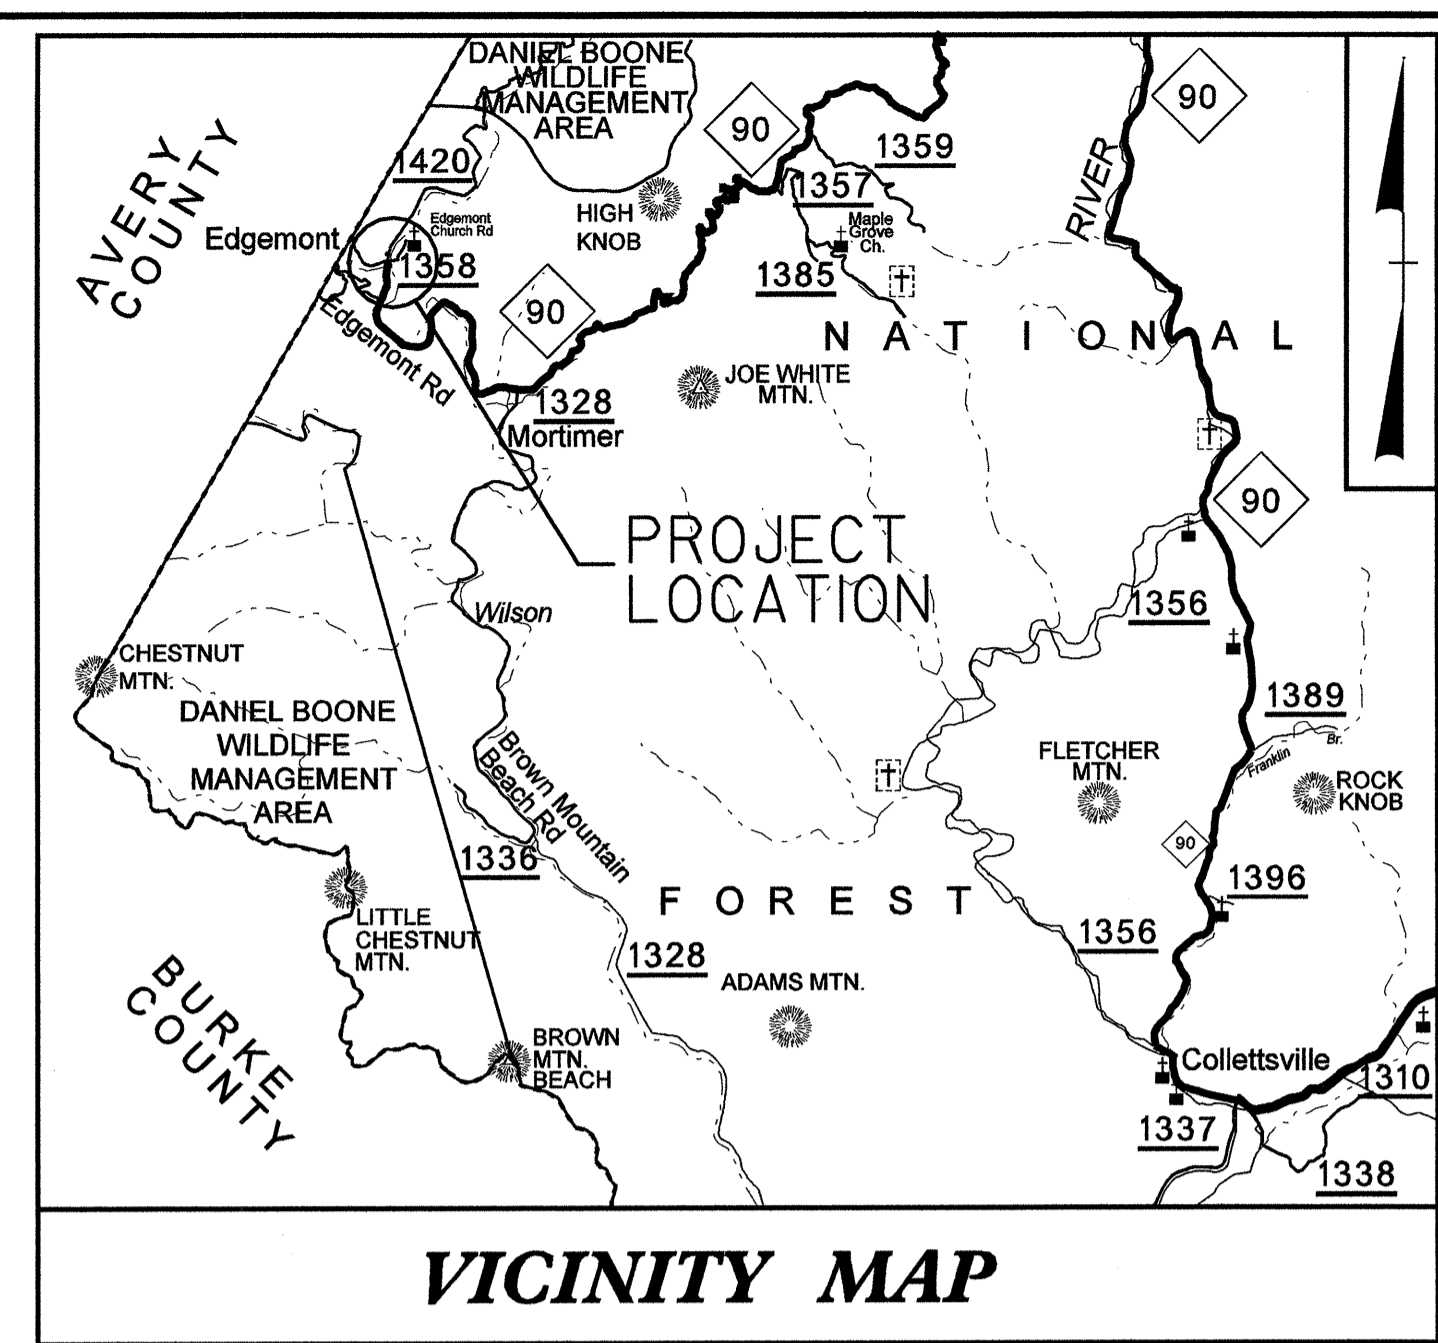 DANIEL BOONE
WILDLIFE
MANAGEMENT
AREA
90
90
AVERY
COUNTY
1420
1359
1357
RIVER
HIGH
KNOB
Edgemont
Church Rd
Maple
Grove
Ch.
Edgemont
1358
1385
90
Edgemont Rd
NATIONAL
JOE WHITE
MTN.
1328
Mortimer
90
PROJECT
LOCATION
Wilson
1356
CHESTNUT
MTN.
1389
DANIEL BOONE
WILDLIFE
MANAGEMENT
AREA
Brown Mountain
Beach Rd
FLETCHER
MTN.
Franklin
Br.
ROCK
KNOB
90
1336
1396
FOREST
LITTLE
CHESTNUT
MTN.
1356
1328
ADAMS MTN.
BURKE
COUNTY
BROWN
MTN.
BEACH
Collettsville
1310
1337
1338
VICINITY MAP